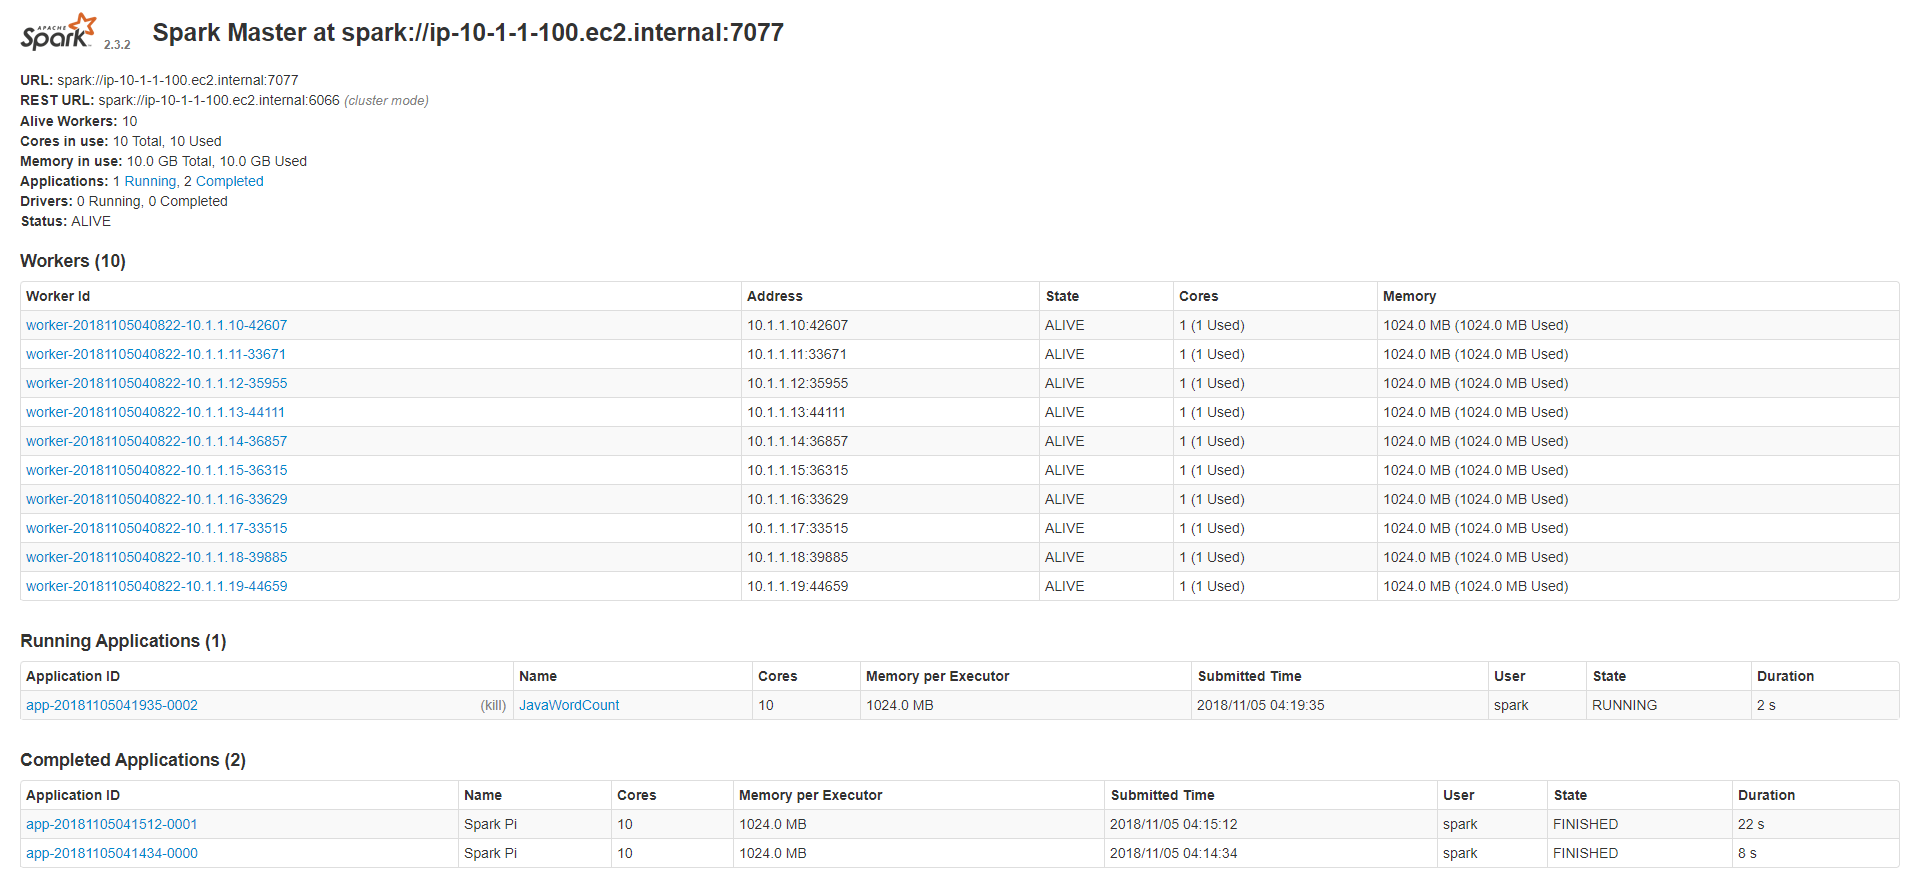 APACHE
Spark 2.3.2 Spark Master at spark://ip-10-1-1-100.ec2.internal:7077
URL: spark://ip-10-1-1-100.ec2.internal:7077
REST URL: spark://ip-10-1-1-100.ec2.internal:6066 (cluster mode)
Alive Workers: 10
Cores in use: 10 Total, 10 Used
Memory in use: 10.0 GB Total, 10.0 GB Used
Applications: 1 Running, 2 Completed
Drivers: 0 Running, 0 Completed
Status: ALIVE
Workers (10)
Worker Id Address State Cores Memory
worker-20181105040822-10.1.1.10-42607 10.1.1.10:42607 ALIVE 1 (1 Used) 1024.0 MB (1024.0 MB Used)
worker-20181105040822-10.1.1.11-33671 10.1.1.11:33671 ALIVE 1 (1 Used) 1024.0 MB (1024.0 MB Used)
worker-20181105040822-10.1.1.12-35955 10.1.1.12:35955 ALIVE 1 (1 Used) 1024.0 MB (1024.0 MB Used)
worker-20181105040822-10.1.1.13-44111 10.1.1.13:44111 ALIVE 1 (1 Used) 1024.0 MB (1024.0 MB Used)
worker-20181105040822-10.1.1.14-36857 10.1.1.14:36857 ALIVE 1 (1 Used) 1024.0 MB (1024.0 MB Used)
worker-20181105040822-10.1.1.15-36315 10.1.1.15:36315 ALIVE 1 (1 Used) 1024.0 MB (1024.0 MB Used)
worker-20181105040822-10.1.1.16-33629 10.1.1.16:33629 ALIVE 1 (1 Used) 1024.0 MB (1024.0 MB Used)
worker-20181105040822-10.1.1.17-33515 10.1.1.17:33515 ALIVE 1 (1 Used) 1024.0 MB (1024.0 MB Used)
worker-20181105040822-10.1.1.18-39885 10.1.1.18:39885 ALIVE 1 (1 Used) 1024.0 MB (1024.0 MB Used)
worker-20181105040822-10.1.1.19-44659 10.1.1.19:44659 ALIVE 1 (1 Used) 1024.0 MB (1024.0 MB Used)
Running Applications (1)
Application ID Name Cores Memory per Executor Submitted Time User State Duration
app-20181105041935-0002 (kill) JavaWordCount 10 1024.0 MB 2018/11/05 04:19:35 spark RUNNING 2 s
Completed Applications (2)
Application ID Name Cores Memory per Executor Submitted Time User State Duration
app-20181105041512-0001 Spark Pi 10 1024.0 MB 2018/11/05 04:15:12 spark FINISHED 22 s
app-20181105041434-0000 Spark Pi 10 1024.0 MB 2018/11/05 04:14:34 spark FINISHED 8 s